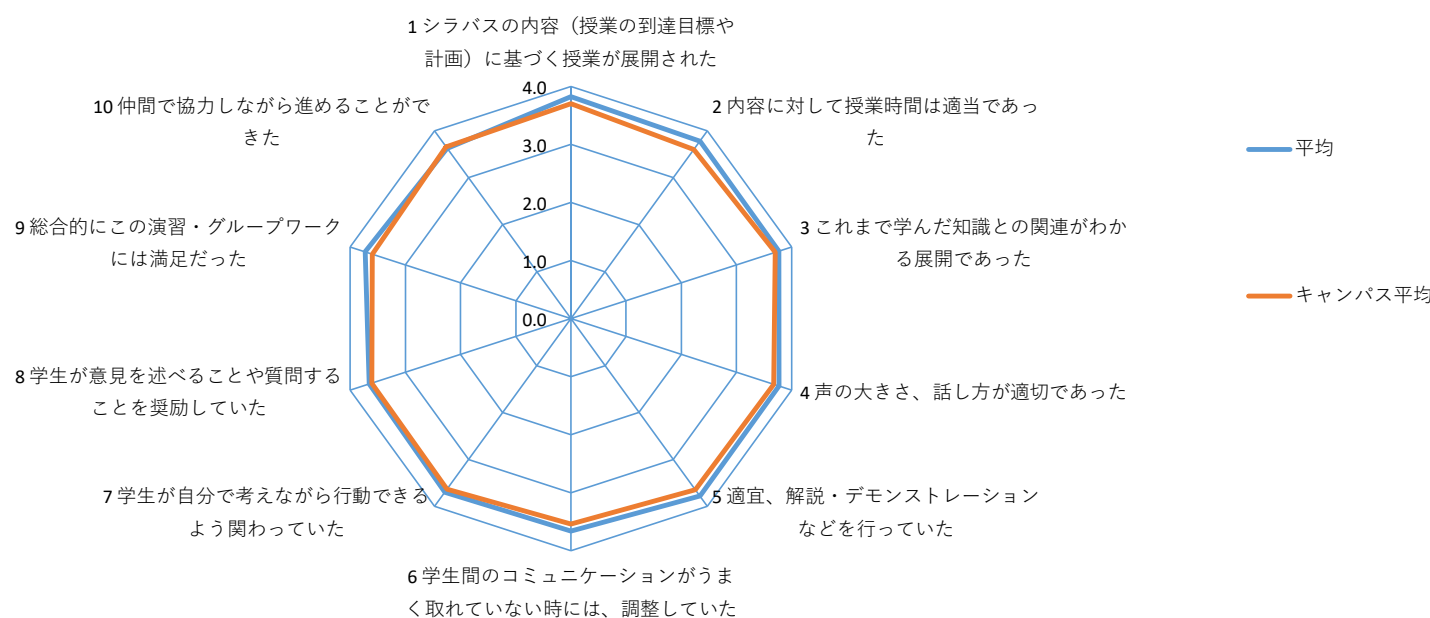 1 シラバスの内容（授業の到達目標や
計画）に基づく授業が展開された
2 内容に対して授業時間は適当であっ
た
3 これまで学んだ知識との関連がわか
る展開であった
4 声の大きさ、話し方が適切であった
5 適宜、解説・デモンストレーション
などを行っていた
6 学生間のコミュニケーションがうま
く取れていない時には、調整していた
7 学生が自分で考えながら行動できる
よう関わっていた
8 学生が意見を述べることや質問する
ことを奨励していた
9 総合的にこの演習・グループワーク
には満足だった
10 仲間で協力しながら進めることがで
きた
4.0
3.0
2.0
1.0
0.0
平均
キャンパス平均